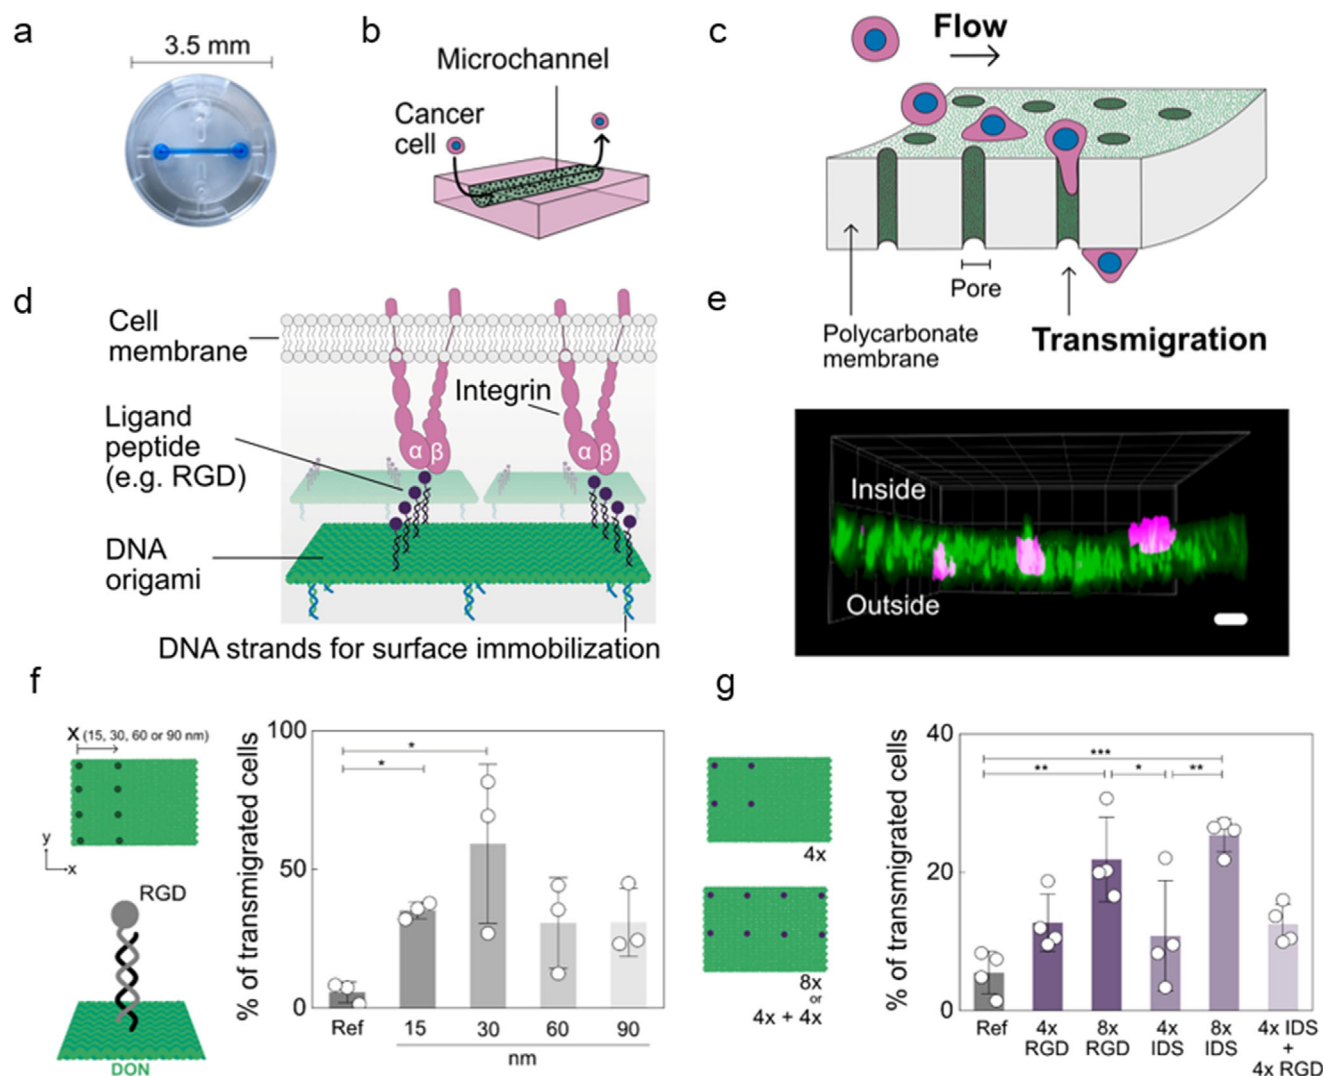 a
3.5 mm
b
Microchannel
Cancer
cell
c
Flow
Pore
Polycarbonate
membrane
Transmigration
d
Cell
membrane
Ligand
peptide
(e.g. RGD)
DNA
origami
Integrin
α β
α β
DNA strands for surface immobilization
e
Inside
Outside
f
X (15, 30, 60 or 90 nm)
y
x
RGD
DON
% of transmigrated cells
100
50
0
*
*
Ref 15 30 60 90
nm
g
4x
8x
or
4x + 4x
% of transmigrated cells
40
20
0
***
** * **
Ref 4x 8x 4x 8x 4x IDS
RGD RGD IDS IDS +
4x RGD